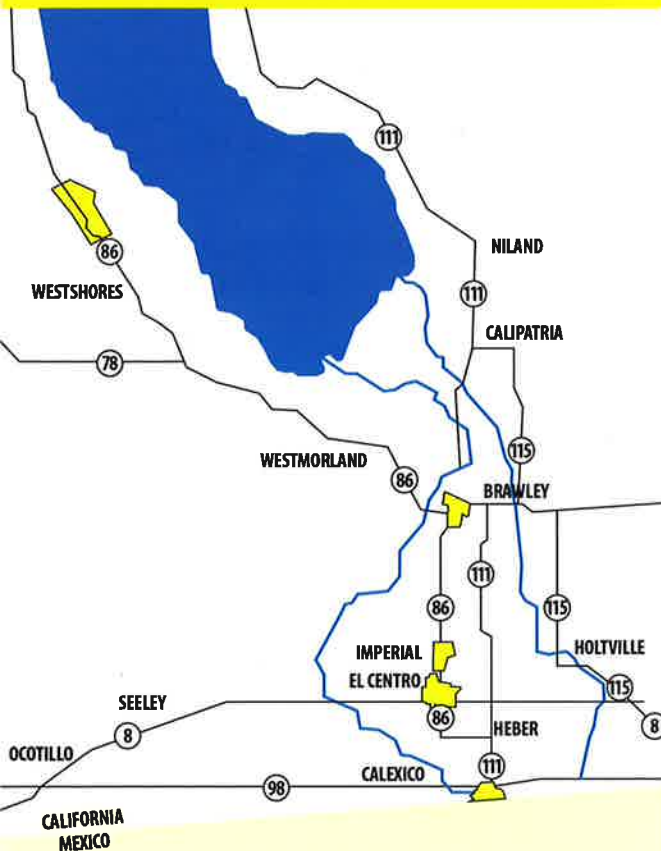 111
NILAND
86
WESTSHORES
111
CALIPATRIA
78
115
WESTMORLAND
86
BRAWLEY
111
86
115
IMPERIAL
HOLTVILLE
EL CENTRO
115
SEELEY
86
8
HEBER
8
OCOTILLO
111
CALEXICO
98
CALIFORNIA
MEXICO